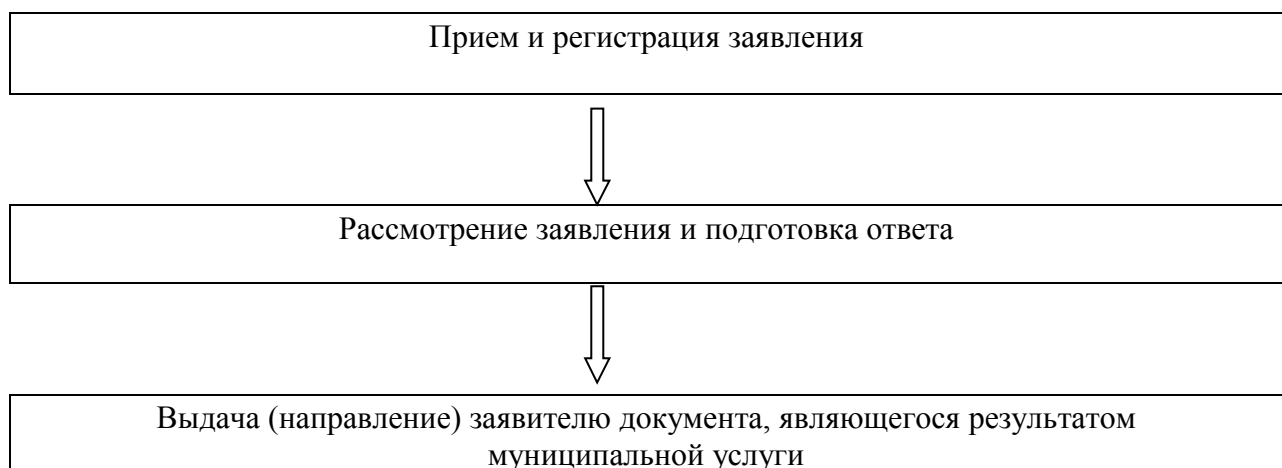 Прием и регистрация заявления
Рассмотрение заявления и подготовка ответа
Выдача (направление) заявителю документа, являющегося результатом
муниципальной услуги